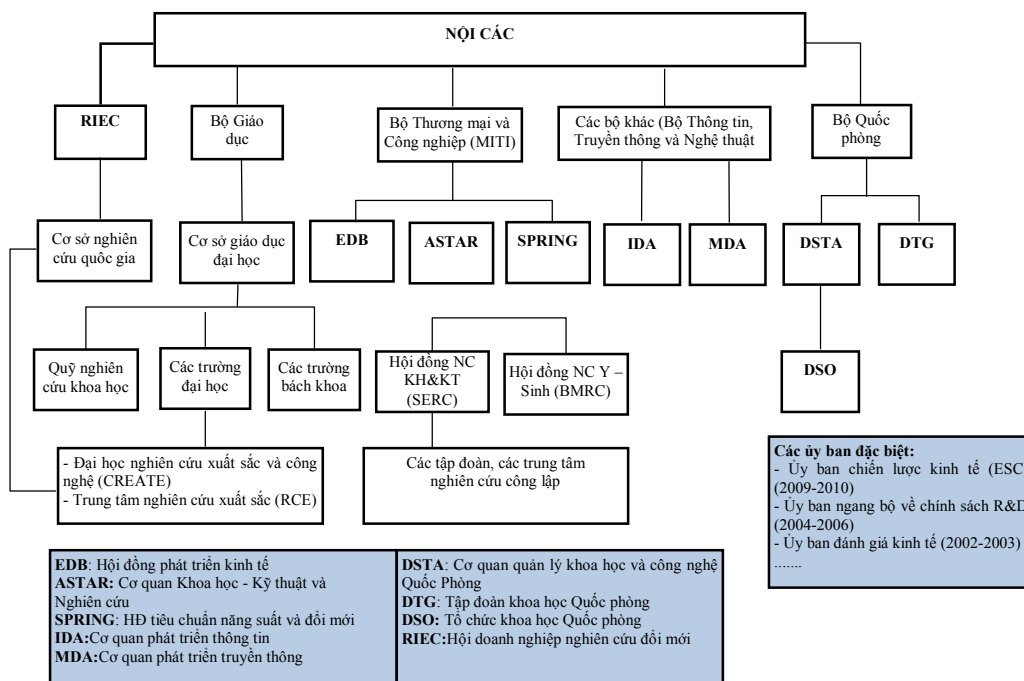 NỘI CÁC
RIEC
Bộ Giáo
dục
Bộ Thương mại và
Công nghiệp (MITI)
Các bộ khác (Bộ Thông tin,
Truyền thông và Nghệ thuật
Bộ Quốc
phòng
Cơ sở nghiên
cứu quôc gia
Cơ sở giáo dục
đại học
EDB
ASTAR
SPRING
IDA
MDA
DSTA
DTG
Quỹ nghiên
cứu khoa học
Các trường
đại học
Các trường
bách khoa
Hội đồng NC
KH&KT
(SERC)
Hội đồng NC Y –
Sinh (BMRC)
DSO
- Đại học nghiên cứu xuất sắc và công
nghệ (CREATE)
- Trung tâm nghiên cứu xuất sắc (RCE)
Các tập đoàn, các trung tâm
nghiên cứu công lập
Các ủy ban đặc biệt:
- Ủy ban chiến lược kinh tế (ESC)
(2009-2010)
- Ủy ban ngang bộ về chính sách R&D
(2004-2006)
- Ủy ban đánh giá kinh tế (2002-2003)
.......
EDB: Hội đồng phát triển kinh tế
ASTAR: Cơ quan Khoa học - Kỹ thuật và
Nghiên cứu
SPRING: HĐ tiêu chuẩn năng suất và đổi mới
IDA:Cơ quan phát triển thông tin
MDA:Cơ quan phát triển truyền thông
DSTA: Cơ quan quản lý khoa học và công nghệ
Quốc Phòng
DTG: Tập đoàn khoa học Quốc phòng
DSO: Tổ chức khoa học Quốc phòng
RIEC:Hội doanh nghiệp nghiên cứu đổi mới